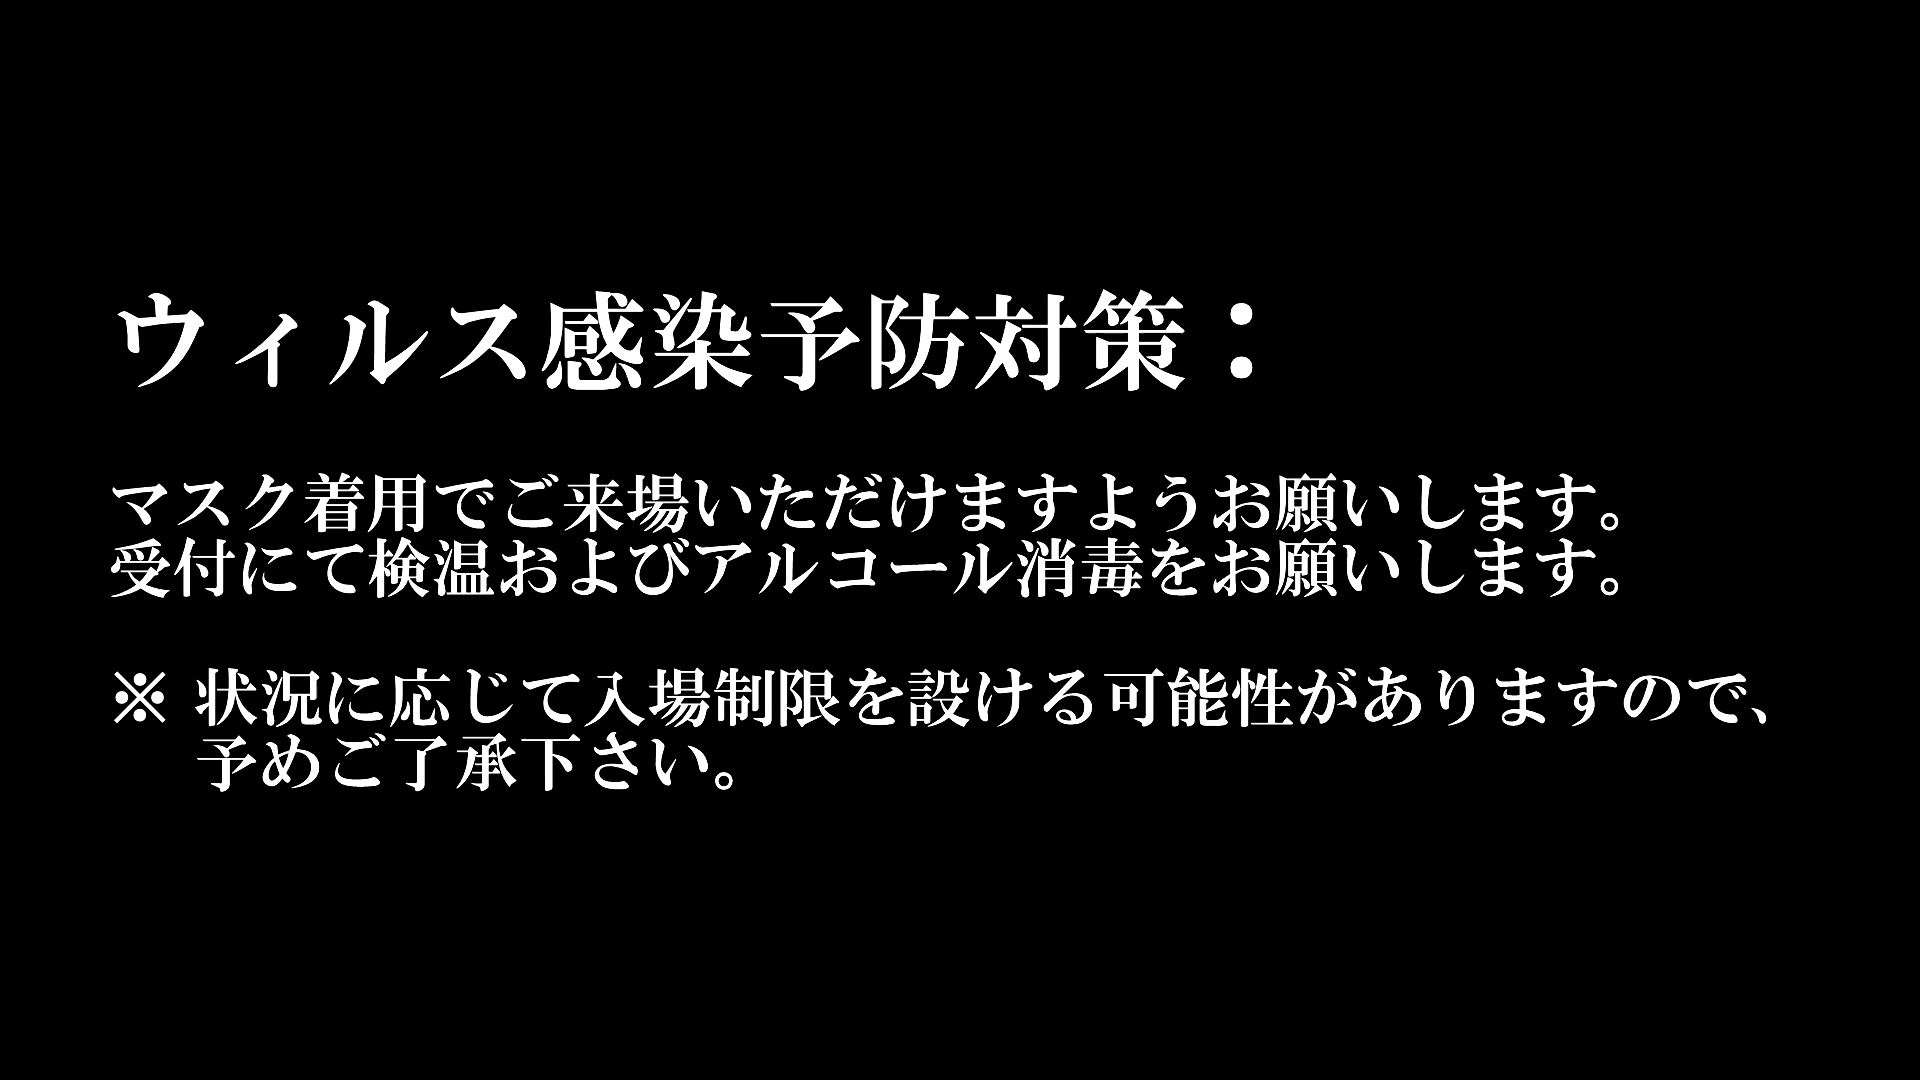 ウィルス感染予防対策：
マスク着用でご来場いただけますようお願いします。
受付にて検温およびアルコール消毒をお願いします。
※ 状況に応じて入場制限を設ける可能性がありますので、
予めご了承下さい。